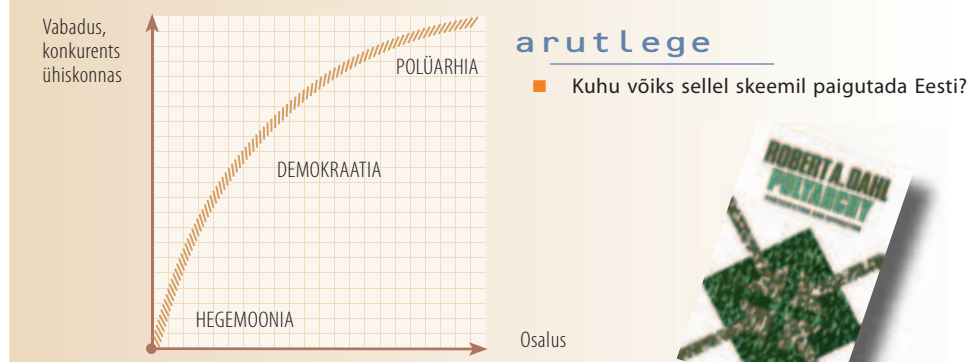 Vabadus,
konkurents
ühiskonnas
POLÜARHIA
DEMOKRAATIA
HEGEMOONIA
Osalus
arutlege
Kuhu võiks sellel skeemil paigutada Eesti?
ROBERT A. DAHL
POLYARCHY